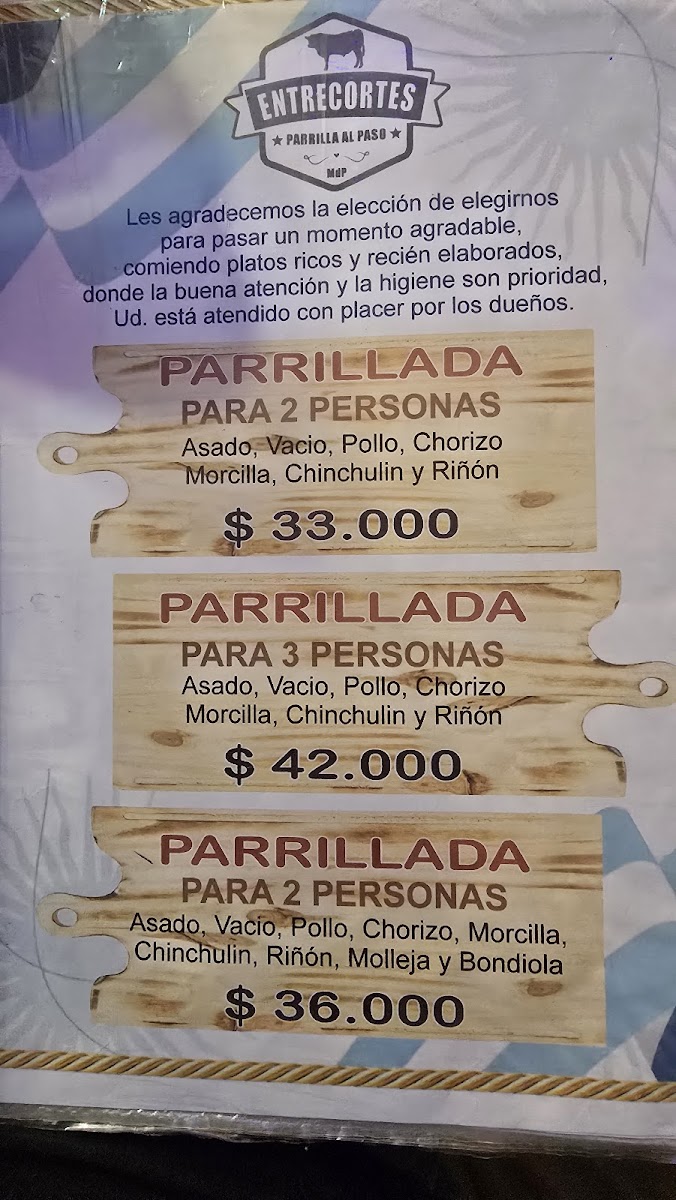 ENTRECORTES
★ PARRILLA AL PASO ★
MdP
Les agradecemos la elección de elegirnos
para pasar un momento agradable,
comiendo platos ricos y recién elaborados,
donde la buena atención y la higiene son prioridad,
Ud. está atendido con placer por los dueños.
PARRILLADA
PARA 2 PERSONAS
Asado, Vacio, Pollo, Chorizo
Morcilla, Chinchulin y Riñón
$ 33.000
PARRILLADA
PARA 3 PERSONAS
Asado, Vacio, Pollo, Chorizo
Morcilla, Chinchulin y Riñón
$ 42.000
PARRILLADA
PARA 2 PERSONAS
Asado, Vacio, Pollo, Chorizo, Morcilla,
Chinchulin, Riñón, Molleja y Bondiola
$ 36.000